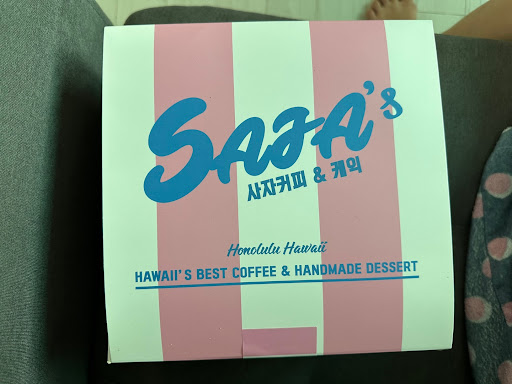 SAJA's
사자커피 & 케익
Honolulu Hawaii
HAWAII'S BEST COFFEE & HANDMADE DESSERT